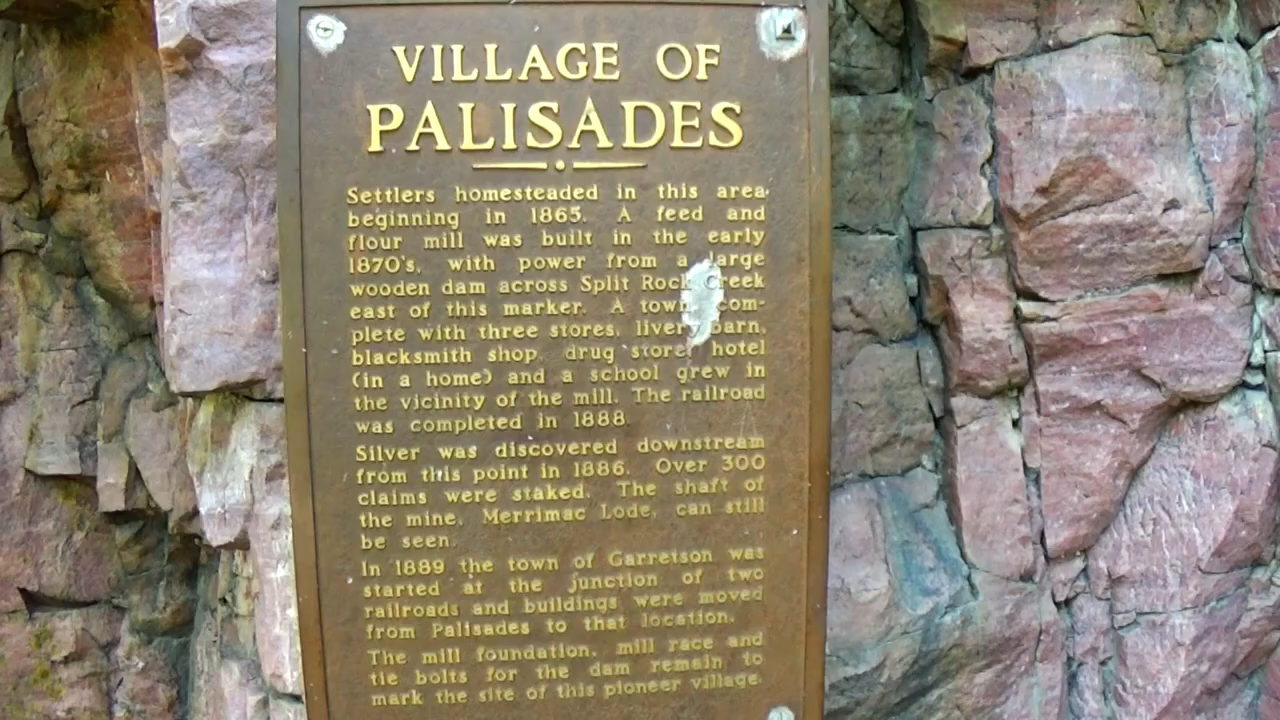 VILLAGE OF
PALISADES
Settlers homesteaded in this area
beginning in 1865. A feed and
flour mill was built in the early
1870's, with power from a large
wooden dam across Split Rock Creek
east of this marker. A town, com-
plete with three stores, livery barn,
blacksmith shop, drug store, hotel
(in a home) and a school grew in
the vicinity of the mill. The railroad
was completed in 1888.
Silver was discovered downstream
from this point in 1886. Over 300
claims were staked. The shaft of
the mine, Merrimac Lode, can still
be seen.
In 1889 the town of Garretson was
started at the junction of two
railroads and buildings were moved
from Palisades to that location.
The mill foundation, mill race and
tie bolts for the dam remain to
mark the site of this pioneer village.